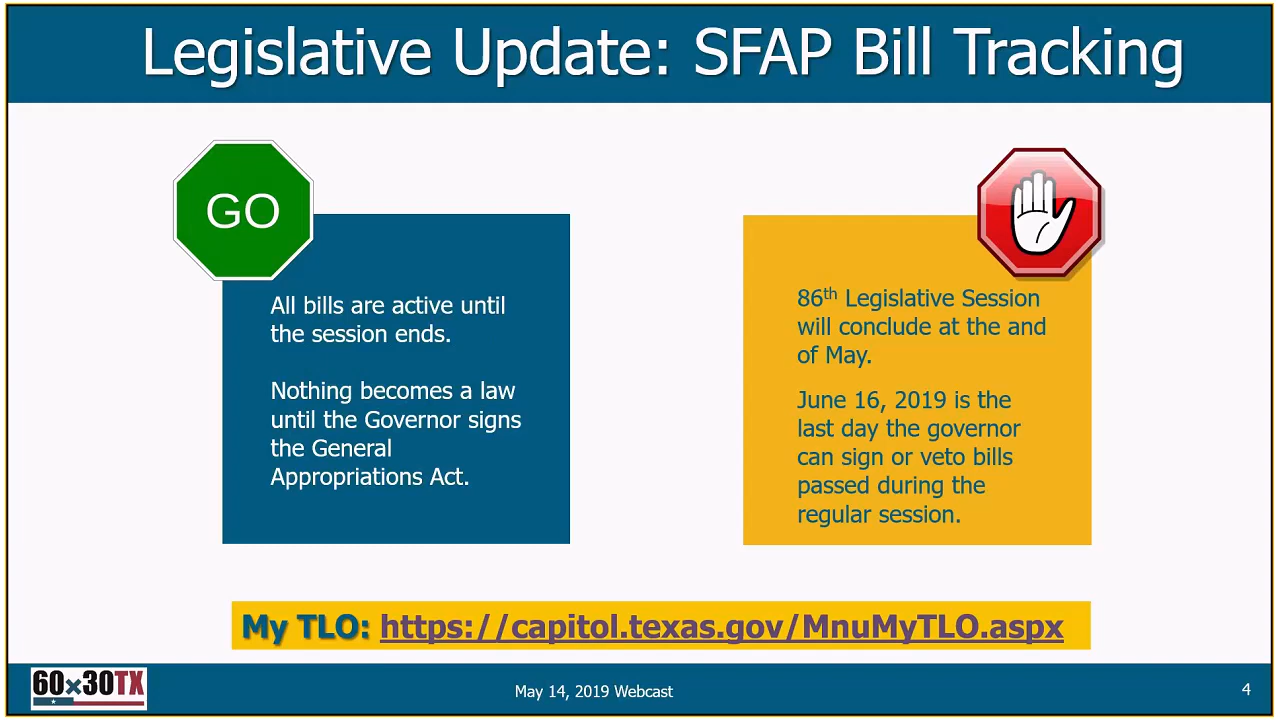 Legislative Update: SFAP Bill Tracking
GO
All bills are active until
the session ends.
Nothing becomes a law
until the Governor signs
the General
Appropriations Act.
86th Legislative Session
will conclude at the and
of May.
June 16, 2019 is the
last day the governor
can sign or veto bills
passed during the
regular session.
My TLO: https://capitol.texas.gov/MnuMyTLO.aspx
60x30TX
May 14, 2019 Webcast
4